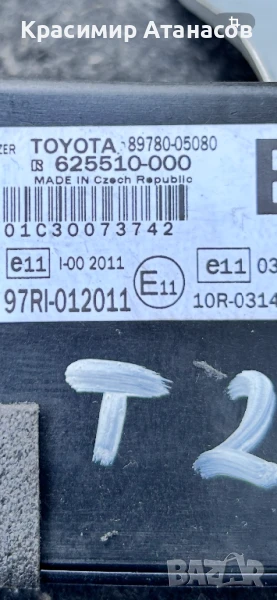 Красимир Атанасов
ZER TOYOTA 89780-05080
625510-000
MADE IN Czech Republic
01C30073742
e11 I-00 2011 E11 e11 03
97RI-012011 10R-0314
T2
bazar.bg